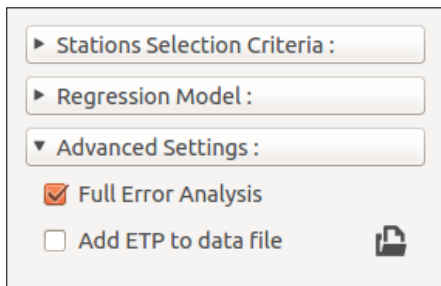 Stations Selection Criteria :
Regression Model :
Advanced Settings :
Full Error Analysis
Add ETP to data file